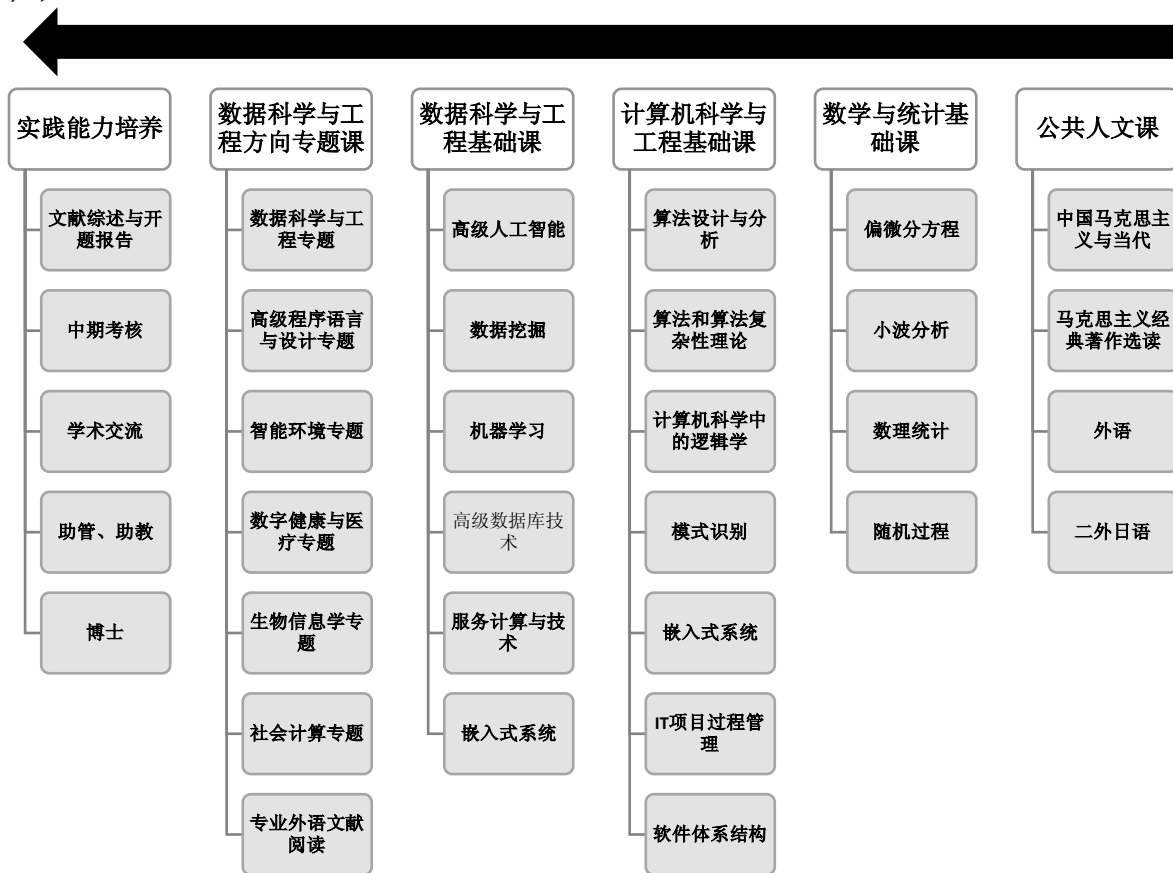 实践能力培养
文献综述与开
题报告
中期考核
学术交流
助管、助教
博士
数据科学与工
程方向专题课
数据科学与工
程专题
高级程序语言
与设计专题
智能环境专题
数字健康与医
疗专题
生物信息学专
题
社会计算专题
专业外语文献
阅读
数据科学与工
程基础课
高级人工智能
数据挖掘
机器学习
高级数据库技
术
服务计算与技
术
嵌入式系统
计算机科学与
工程基础课
算法设计与分
析
算法和算法复
杂性理论
计算机科学中
的逻辑学
模式识别
嵌入式系统
IT项目过程管
理
软件体系结构
数学与统计基
础课
偏微分方程
小波分析
数理统计
随机过程
公共人文课
中国马克思主
义与当代
马克思主义经
典著作选读
外语
二外日语